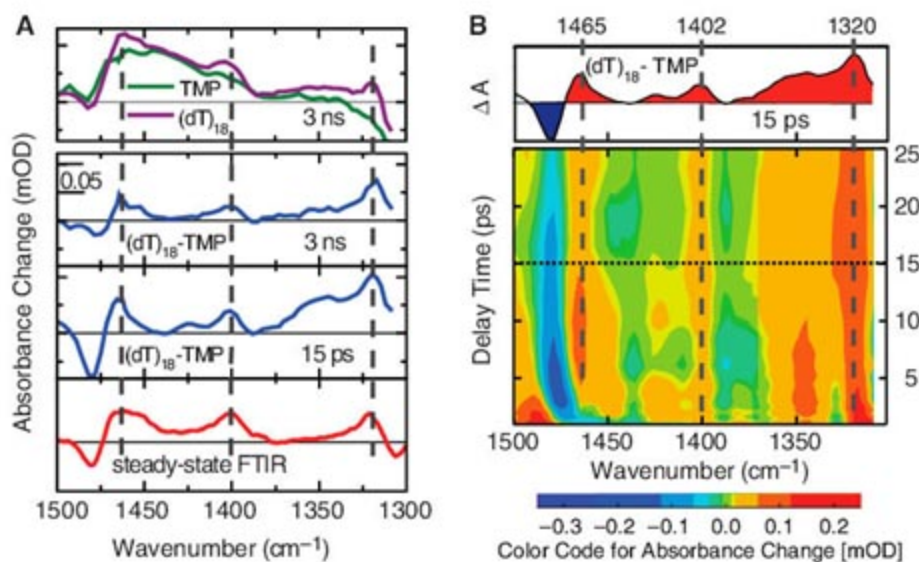 A
Absorbance Change (mOD)
TMP
(dT)18
3 ns
0.05
(dT)18-TMP
3 ns
(dT)18-TMP
15 ps
steady-state FTIR
1500 1450 1400 1350 1300
Wavenumber (cm−1)
B
1465 1402 1320
Δ A
(dT)18- TMP
15 ps
Delay Time (ps)
25
20
15
10
5
1500 1450 1400 1350
Wavenumber (cm−1)
−0.3 −0.2 −0.1 0.0 0.1 0.2
Color Code for Absorbance Change [mOD]